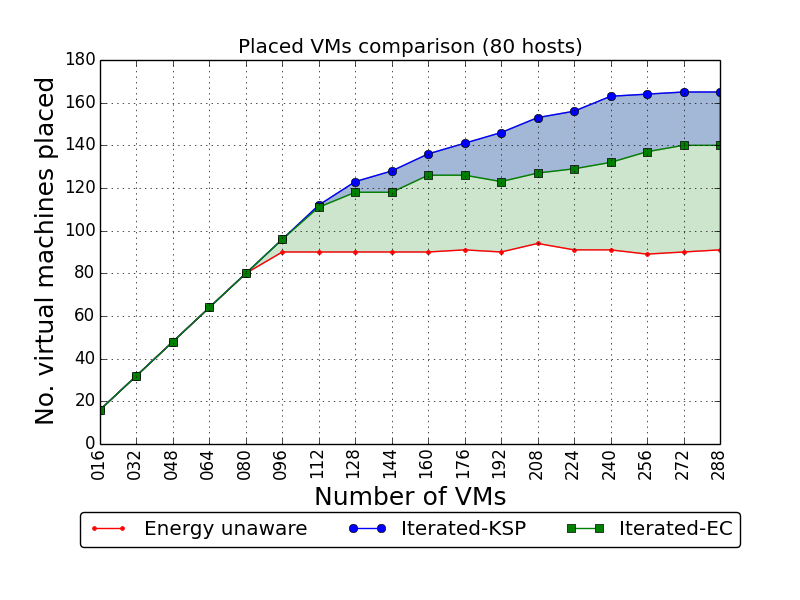 Placed VMs comparison (80 hosts)
No. virtual machines placed
180
160
140
120
100
80
60
40
20
0
016 032 048 064 080 096 112 128 144 160 176 192 208 224 240 256 272 288
Number of VMs
Energy unaware Iterated-KSP Iterated-EC